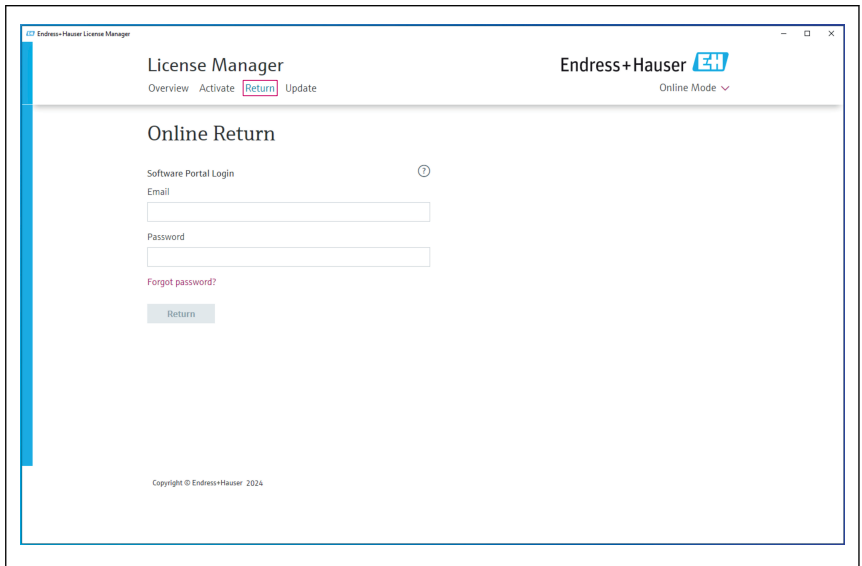 Endress+Hauser License Manager
License Manager
Endress+Hauser EH
Overview Activate Return Update
Online Mode
Online Return
Software Portal Login
?
Email
Password
Forgot password?
Return
Copyright © Endress+Hauser 2024